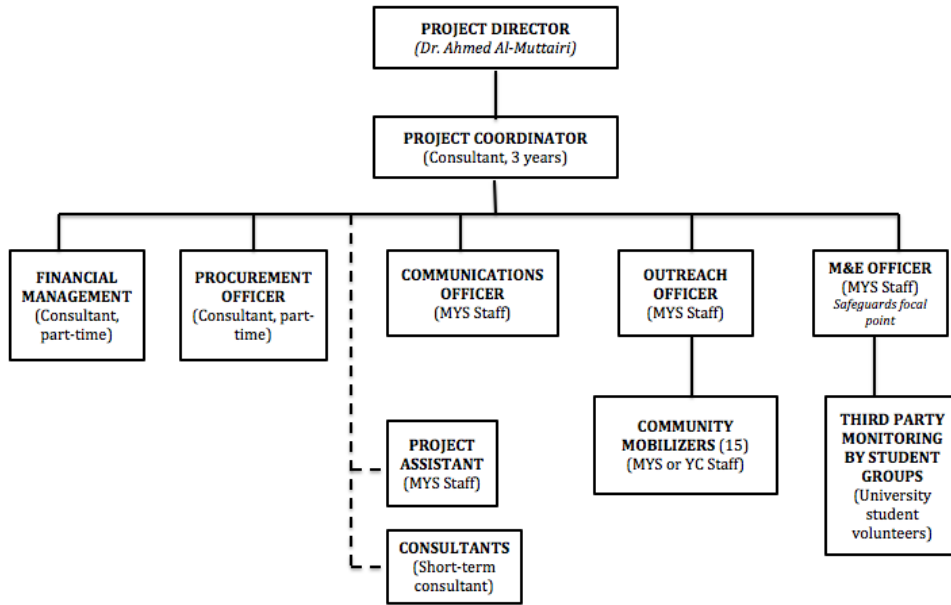 PROJECT DIRECTOR
(Dr. Ahmed Al-Muttairi)
PROJECT COORDINATOR
(Consultant, 3 years)
FINANCIAL
MANAGEMENT
(Consultant,
part-time)
PROCUREMENT
OFFICER
(Consultant, part-
time)
COMMUNICATIONS
OFFICER
(MYS Staff)
OUTREACH
OFFICER
(MYS Staff)
M&E OFFICER
(MYS Staff)
Safeguards focal
point
PROJECT
ASSISTANT
(MYS Staff)
COMMUNITY
MOBILIZERS (15)
(MYS or YC Staff)
THIRD PARTY
MONITORING
BY STUDENT
GROUPS
(University
student
volunteers)
CONSULTANTS
(Short-term
consultant)